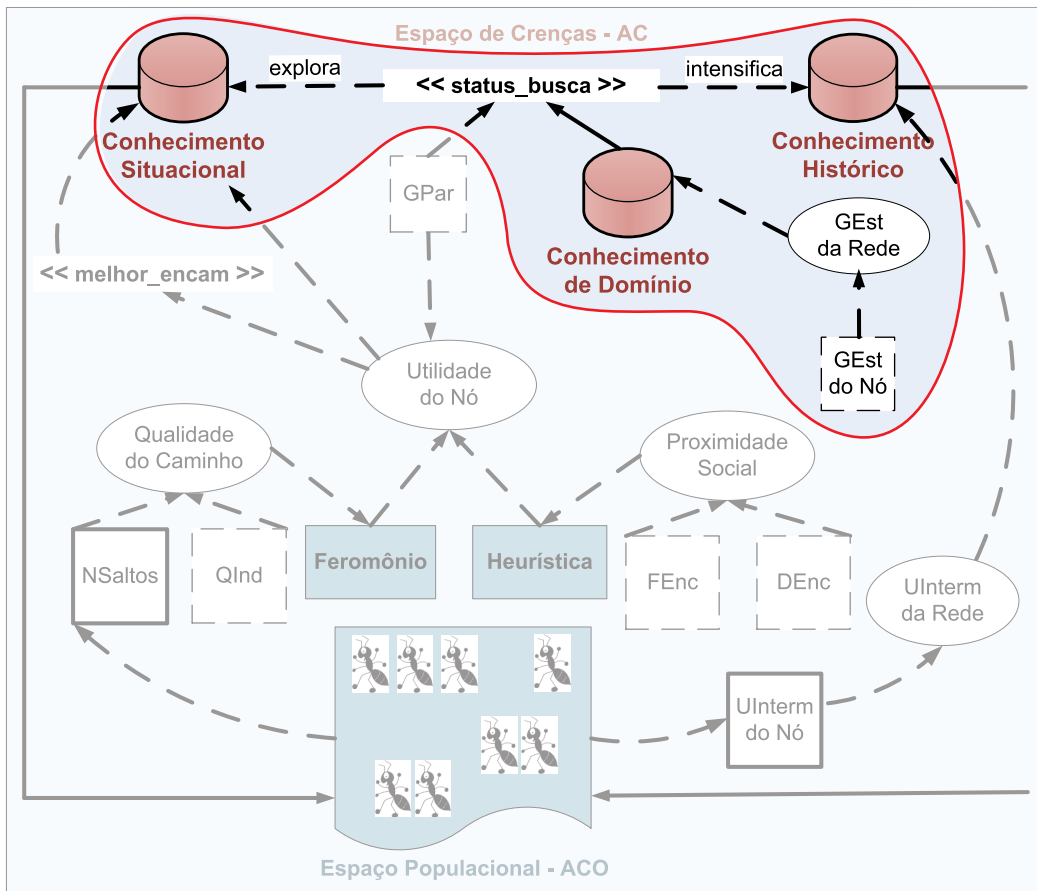 Espaço de Crenças - AC
explora
<< status_busca >>
intensifica
Conhecimento
Situacional
Conhecimento
Histórico
GPar
GEst
da Rede
Conhecimento
de Domínio
<< melhor_encam >>
GEst
do Nó
Utilidade
do Nó
Qualidade
do Caminho
Proximidade
Social
NSaltos
QInd
Feromônio
Heurística
FEnc
DEnc
UInterm
da Rede
UInterm
do Nó
Espaço Populacional - ACO